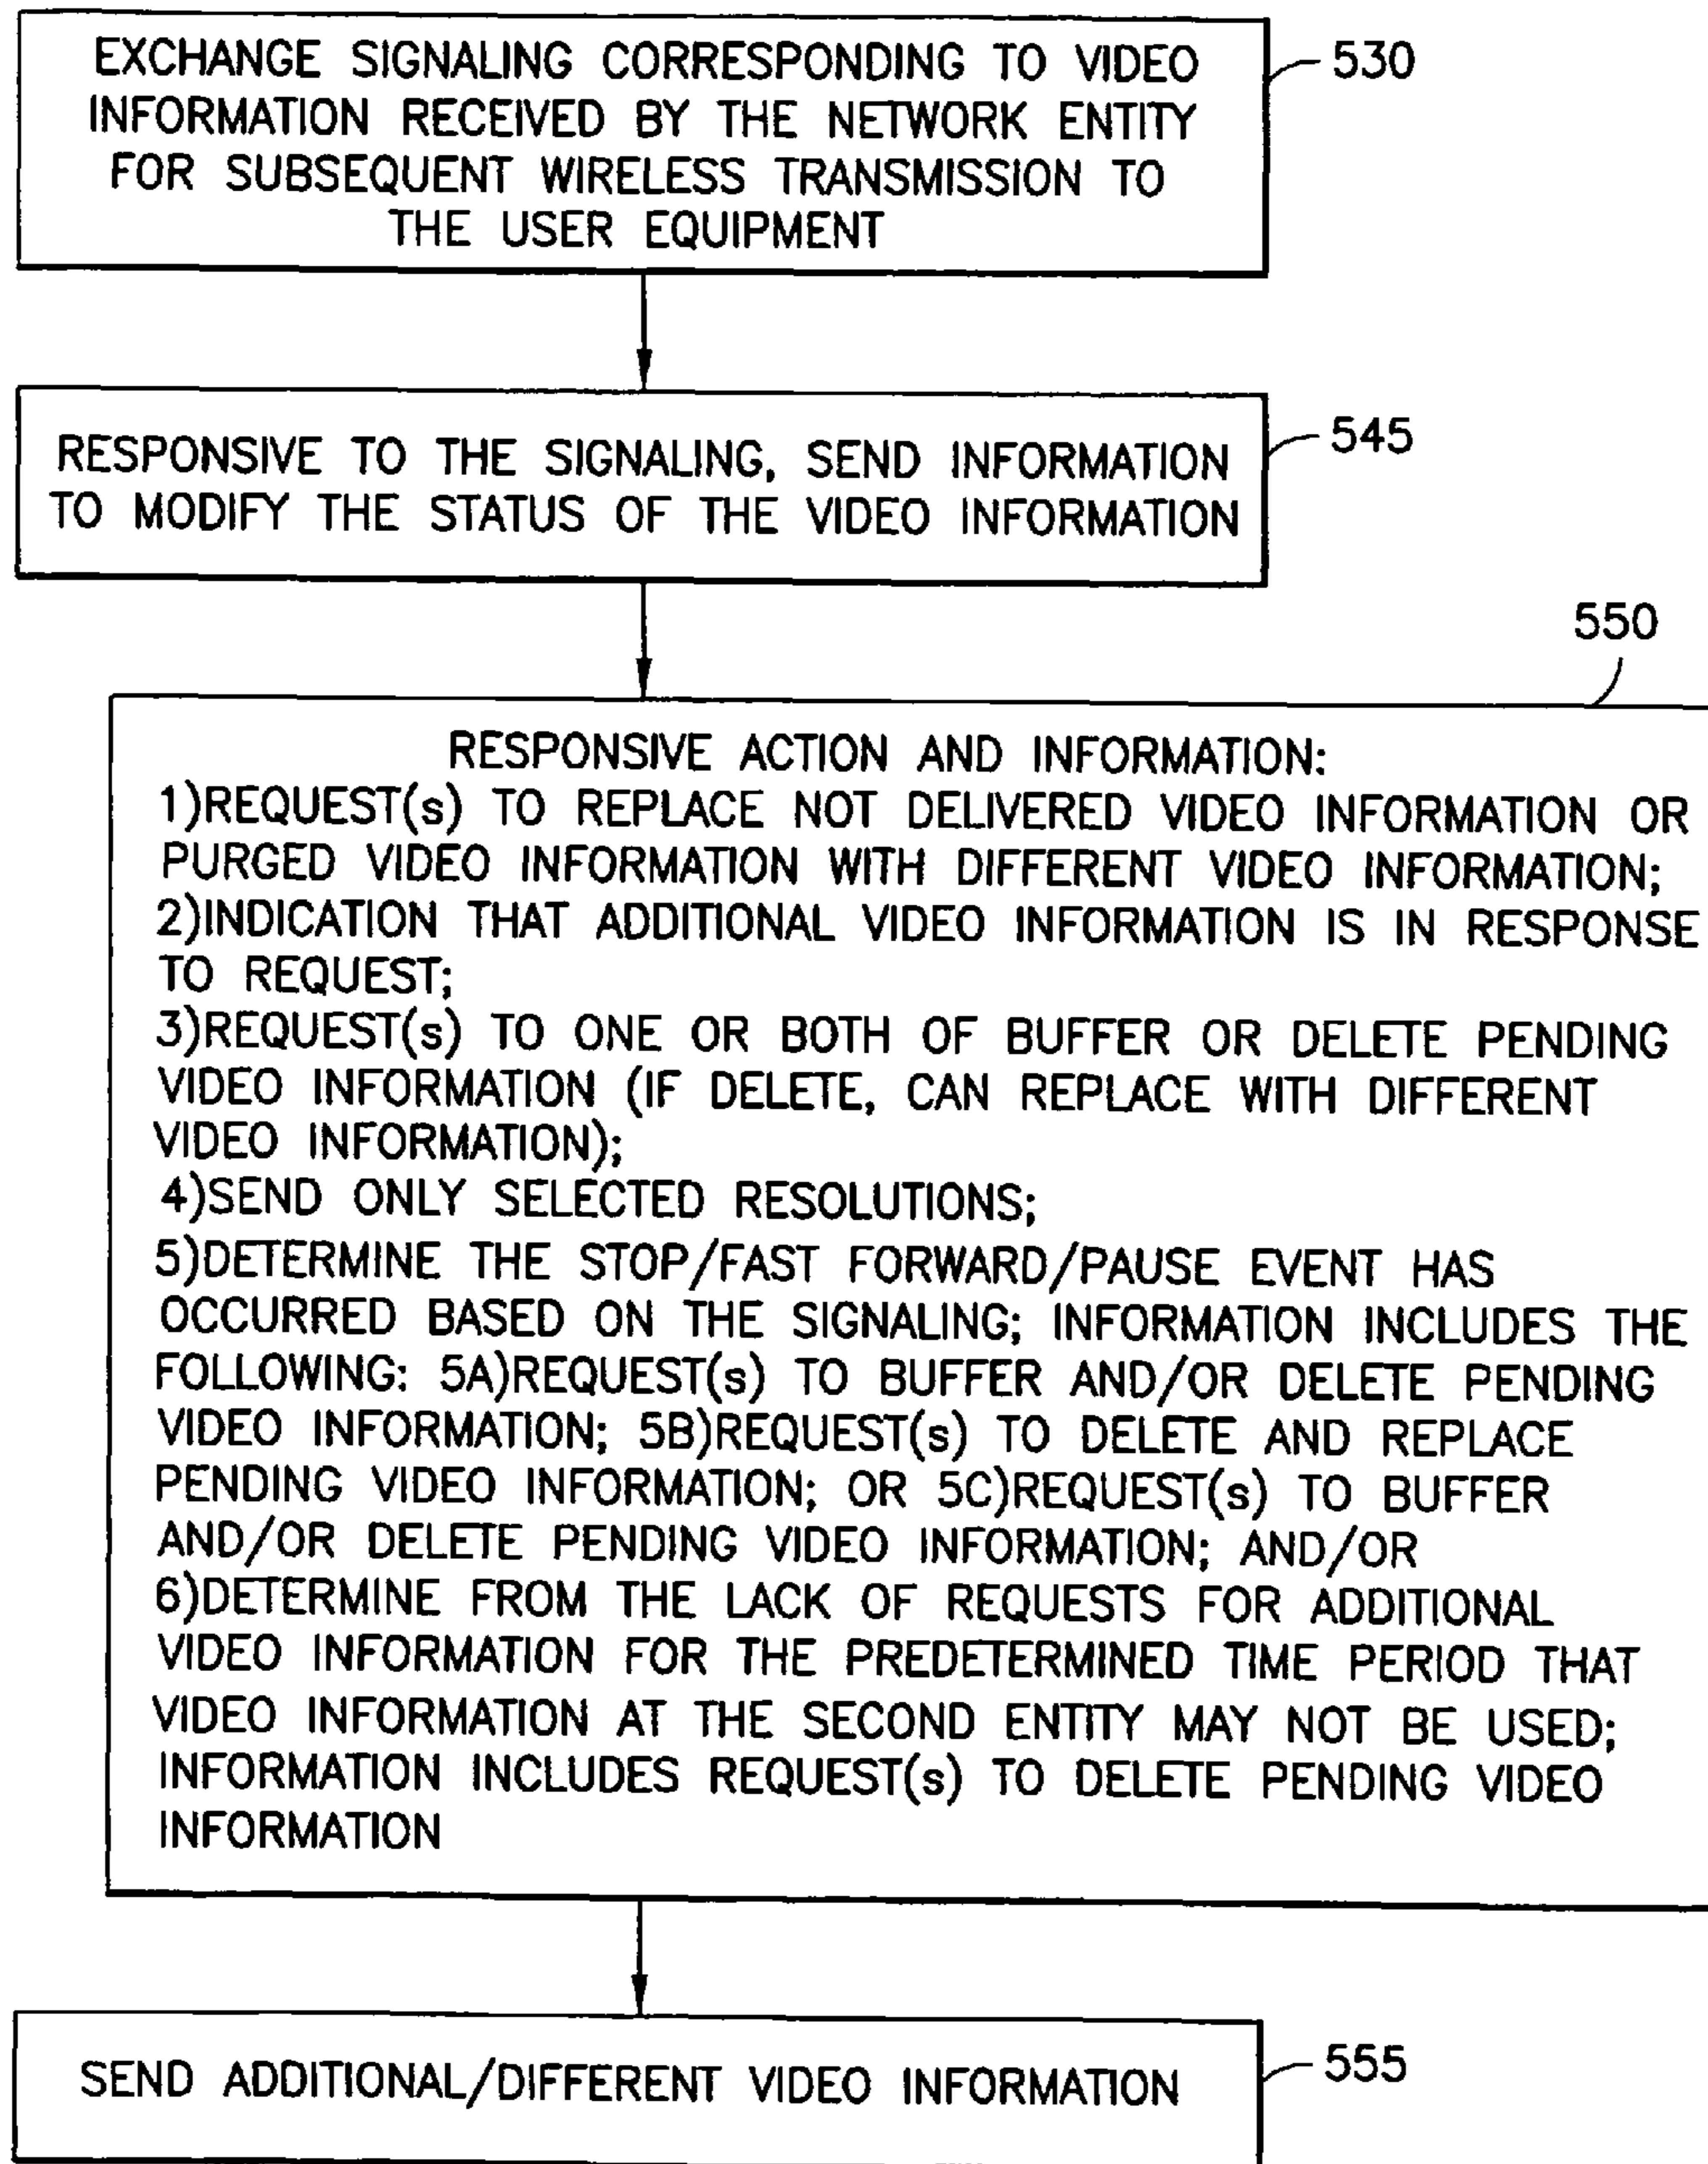 EXCHANGE SIGNALING CORRESPONDING TO VIDEO
INFORMATION RECEIVED BY THE NETWORK ENTITY
FOR SUBSEQUENT WIRELESS TRANSMISSION TO
THE USER EQUIPMENT
530
RESPONSIVE TO THE SIGNALING, SEND INFORMATION
TO MODIFY THE STATUS OF THE VIDEO INFORMATION
545
550
RESPONSIVE ACTION AND INFORMATION:
1)REQUEST(s) TO REPLACE NOT DELIVERED VIDEO INFORMATION OR
PURGED VIDEO INFORMATION WITH DIFFERENT VIDEO INFORMATION;
2)INDICATION THAT ADDITIONAL VIDEO INFORMATION IS IN RESPONSE
TO REQUEST;
3)REQUEST(s) TO ONE OR BOTH OF BUFFER OR DELETE PENDING
VIDEO INFORMATION (IF DELETE, CAN REPLACE WITH DIFFERENT
VIDEO INFORMATION);
4)SEND ONLY SELECTED RESOLUTIONS;
5)DETERMINE THE STOP/FAST FORWARD/PAUSE EVENT HAS
OCCURRED BASED ON THE SIGNALING; INFORMATION INCLUDES THE
FOLLOWING: 5A)REQUEST(s) TO BUFFER AND/OR DELETE PENDING
VIDEO INFORMATION; 5B)REQUEST(s) TO DELETE AND REPLACE
PENDING VIDEO INFORMATION; OR 5C)REQUEST(s) TO BUFFER
AND/OR DELETE PENDING VIDEO INFORMATION; AND/OR
6)DETERMINE FROM THE LACK OF REQUESTS FOR ADDITIONAL
VIDEO INFORMATION FOR THE PREDETERMINED TIME PERIOD THAT
VIDEO INFORMATION AT THE SECOND ENTITY MAY NOT BE USED;
INFORMATION INCLUDES REQUEST(s) TO DELETE PENDING VIDEO
INFORMATION
SEND ADDITIONAL/DIFFERENT VIDEO INFORMATION
555